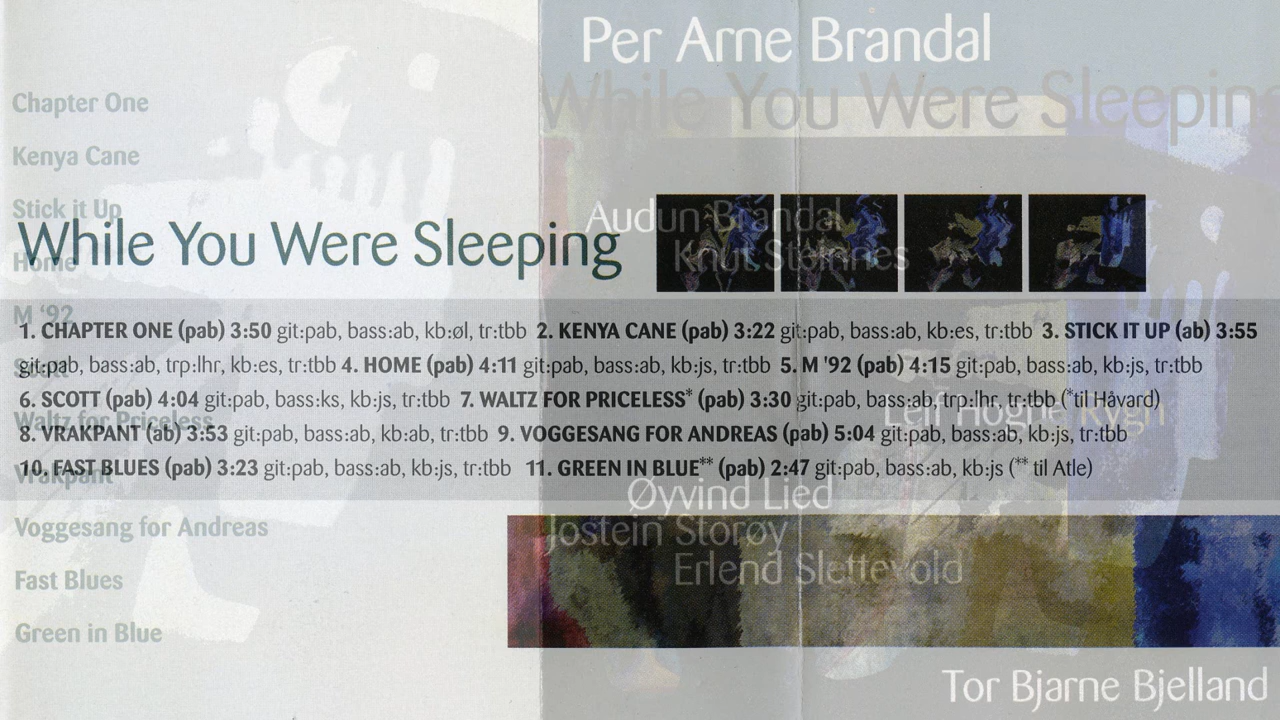 Per Arne Brandal
While You Were Sleeping
Chapter One
Kenya Cane
Stick it Up
Home
M '92
Scott
Waltz for Priceless
Vrakpant
Voggesang for Andreas
Fast Blues
Green in Blue
While You Were Sleeping
Audun Brandal
Knut Steinnes
1. CHAPTER ONE (pab) 3:50 git:pab, bass:ab, kb:øl, tr:tbb 2. KENYA CANE (pab) 3:22 git:pab, bass:ab, kb:es, tr:tbb 3. STICK IT UP (ab) 3:55
git:pab, bass:ab, trp:lhr, kb:es, tr:tbb 4. HOME (pab) 4:11 git:pab, bass:ab, kb:js, tr:tbb 5. M '92 (pab) 4:15 git:pab, bass:ab, kb:js, tr:tbb
6. SCOTT (pab) 4:04 git:pab, bass:ks, kb:js, tr:tbb 7. WALTZ FOR PRICELESS* (pab) 3:30 git:pab, bass:ab, trp:lhr, tr:tbb (*til Håvard)
8. VRAKPANT (ab) 3:53 git:pab, bass:ab, kb:ab, tr:tbb 9. VOGGESANG FOR ANDREAS (pab) 5:04 git:pab, bass:ab, kb:js, tr:tbb
10. FAST BLUES (pab) 3:23 git:pab, bass:ab, kb:js, tr:tbb 11. GREEN IN BLUE** (pab) 2:47 git:pab, bass:ab, kb:js (** til Atle)
Leif Hogne Rygh
Øyvind Lied
Jostein Storøy
Erlend Slettevold
Tor Bjarne Bjelland